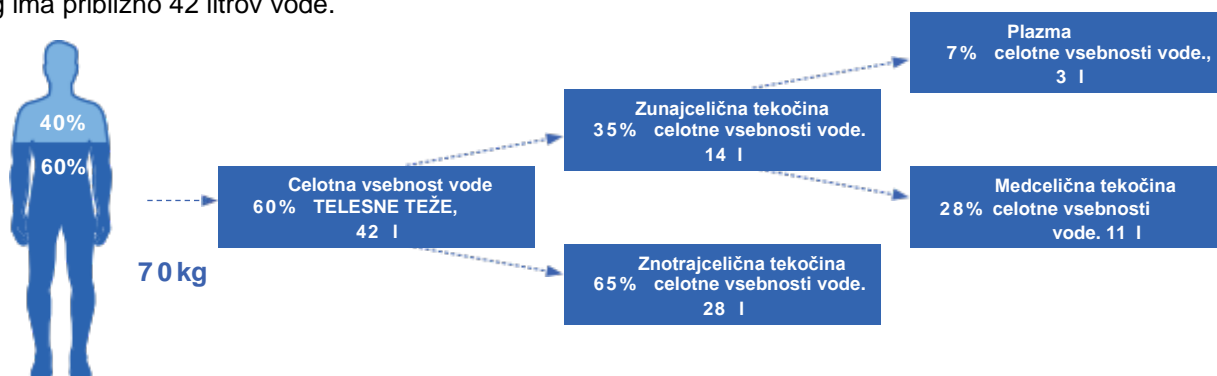 g ima približno 42 litrov vode.
40%
60%
70kg
Celotna vsebnost vode
60% TELESNE TEŽE,
42 l
Zunajcelična tekočina
35% celotne vsebnosti vode.
14 l
Znotrajcelična tekočina
65% celotne vsebnosti vode.
28 l
Plazma
7% celotne vsebnosti vode.,
3 l
Medcelična tekočina
28% celotne vsebnosti
vode. 11 l